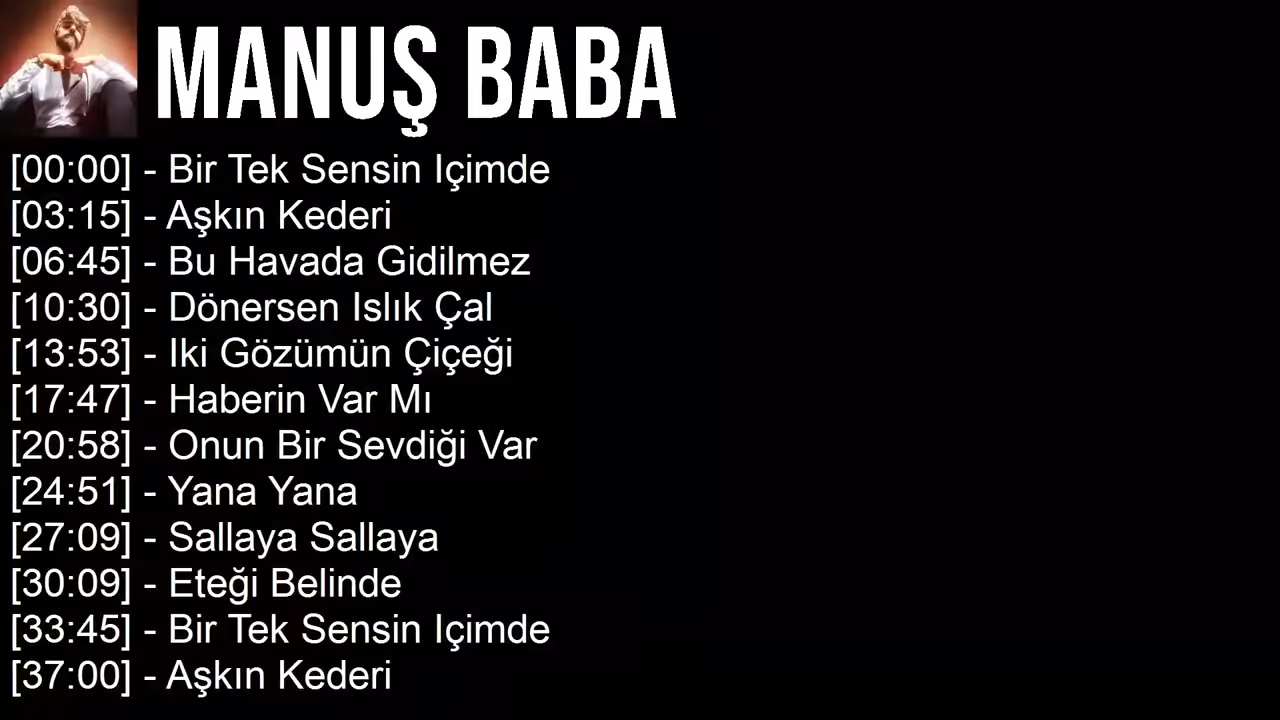 MANUŞ BABA
[00:00] - Bir Tek Sensin Içimde
[03:15] - Aşkın Kederi
[06:45] - Bu Havada Gidilmez
[10:30] - Dönersen Islık Çal
[13:53] - Iki Gözümün Çiçeği
[17:47] - Haberin Var Mı
[20:58] - Onun Bir Sevdiği Var
[24:51] - Yana Yana
[27:09] - Sallaya Sallaya
[30:09] - Eteği Belinde
[33:45] - Bir Tek Sensin Içimde
[37:00] - Aşkın Kederi